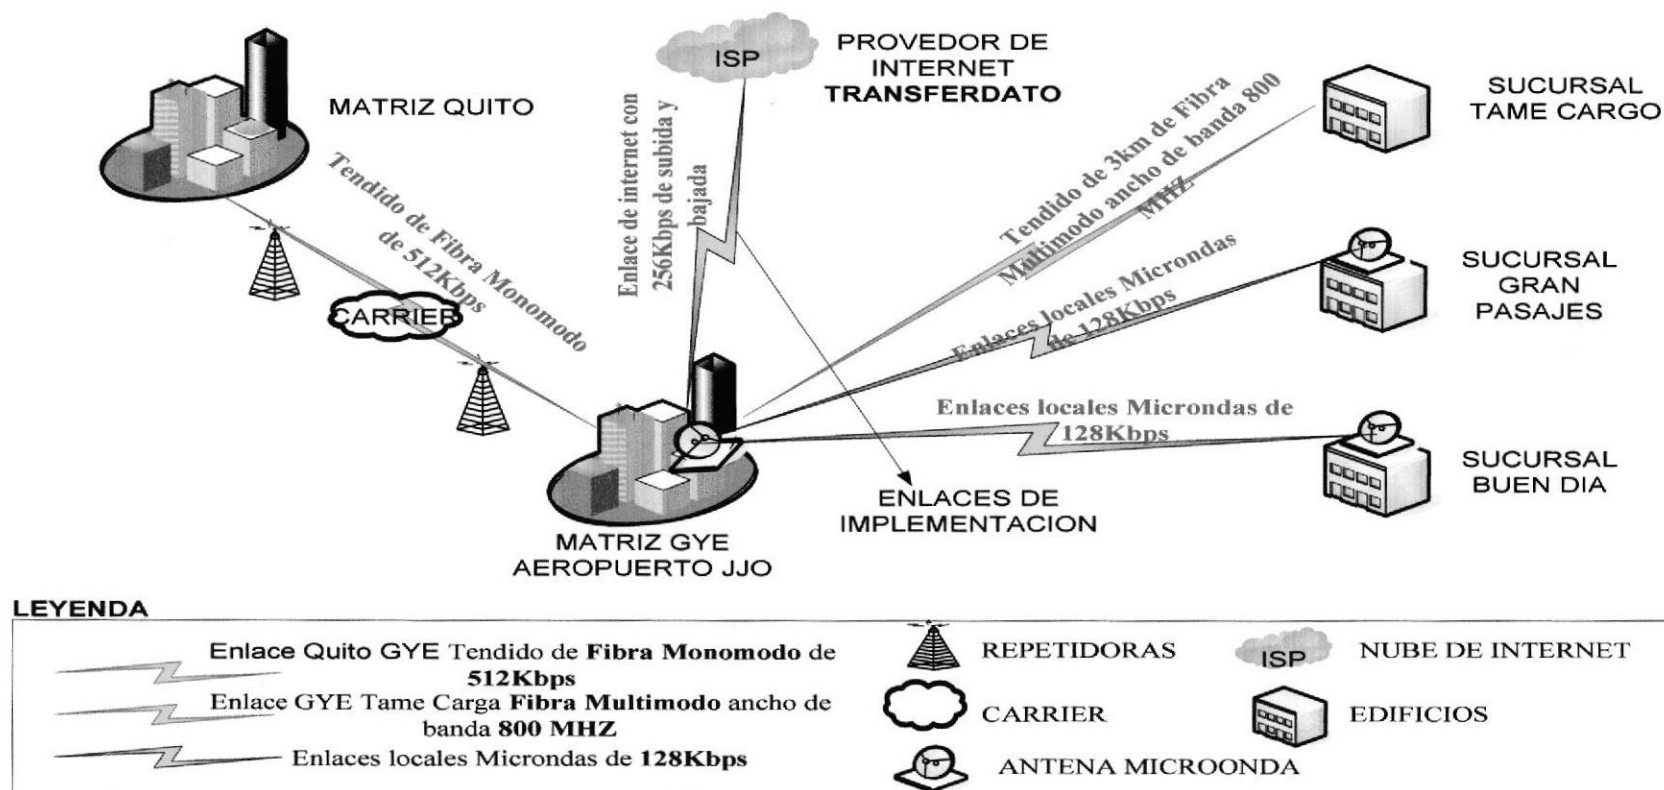 MATRIZ QUITO
ISP
PROVEDOR DE
INTERNET
TRANSFERDATO
SUCURSAL
TAME CARGO
Tendido de Fibra Monomodo
de 512Kbps
CARRIER
Enlace de internet con
256Kbps de subida y
bajada
Tendido de 3km de Fibra
Multimodo ancho de banda 800
MHZ
SUCURSAL
GRAN
PASAJES
Enlaces locales Microndas
de 128Kbps
Enlaces locales Microndas de
128Kbps
SUCURSAL
BUEN DIA
ENLACES DE
IMPLEMENTACION
MATRIZ GYE
AEROPUERTO JJO
LEYENDA
Enlace Quito GYE Tendido de Fibra Monomodo de
512Kbps
Enlace GYE Tame Carga Fibra Multimodo ancho de
banda 800 MHZ
Enlaces locales Microndas de 128Kbps
REPETIDORAS
CARRIER
ANTENA MICROONDA
ISP
NUBE DE INTERNET
EDIFICIOS